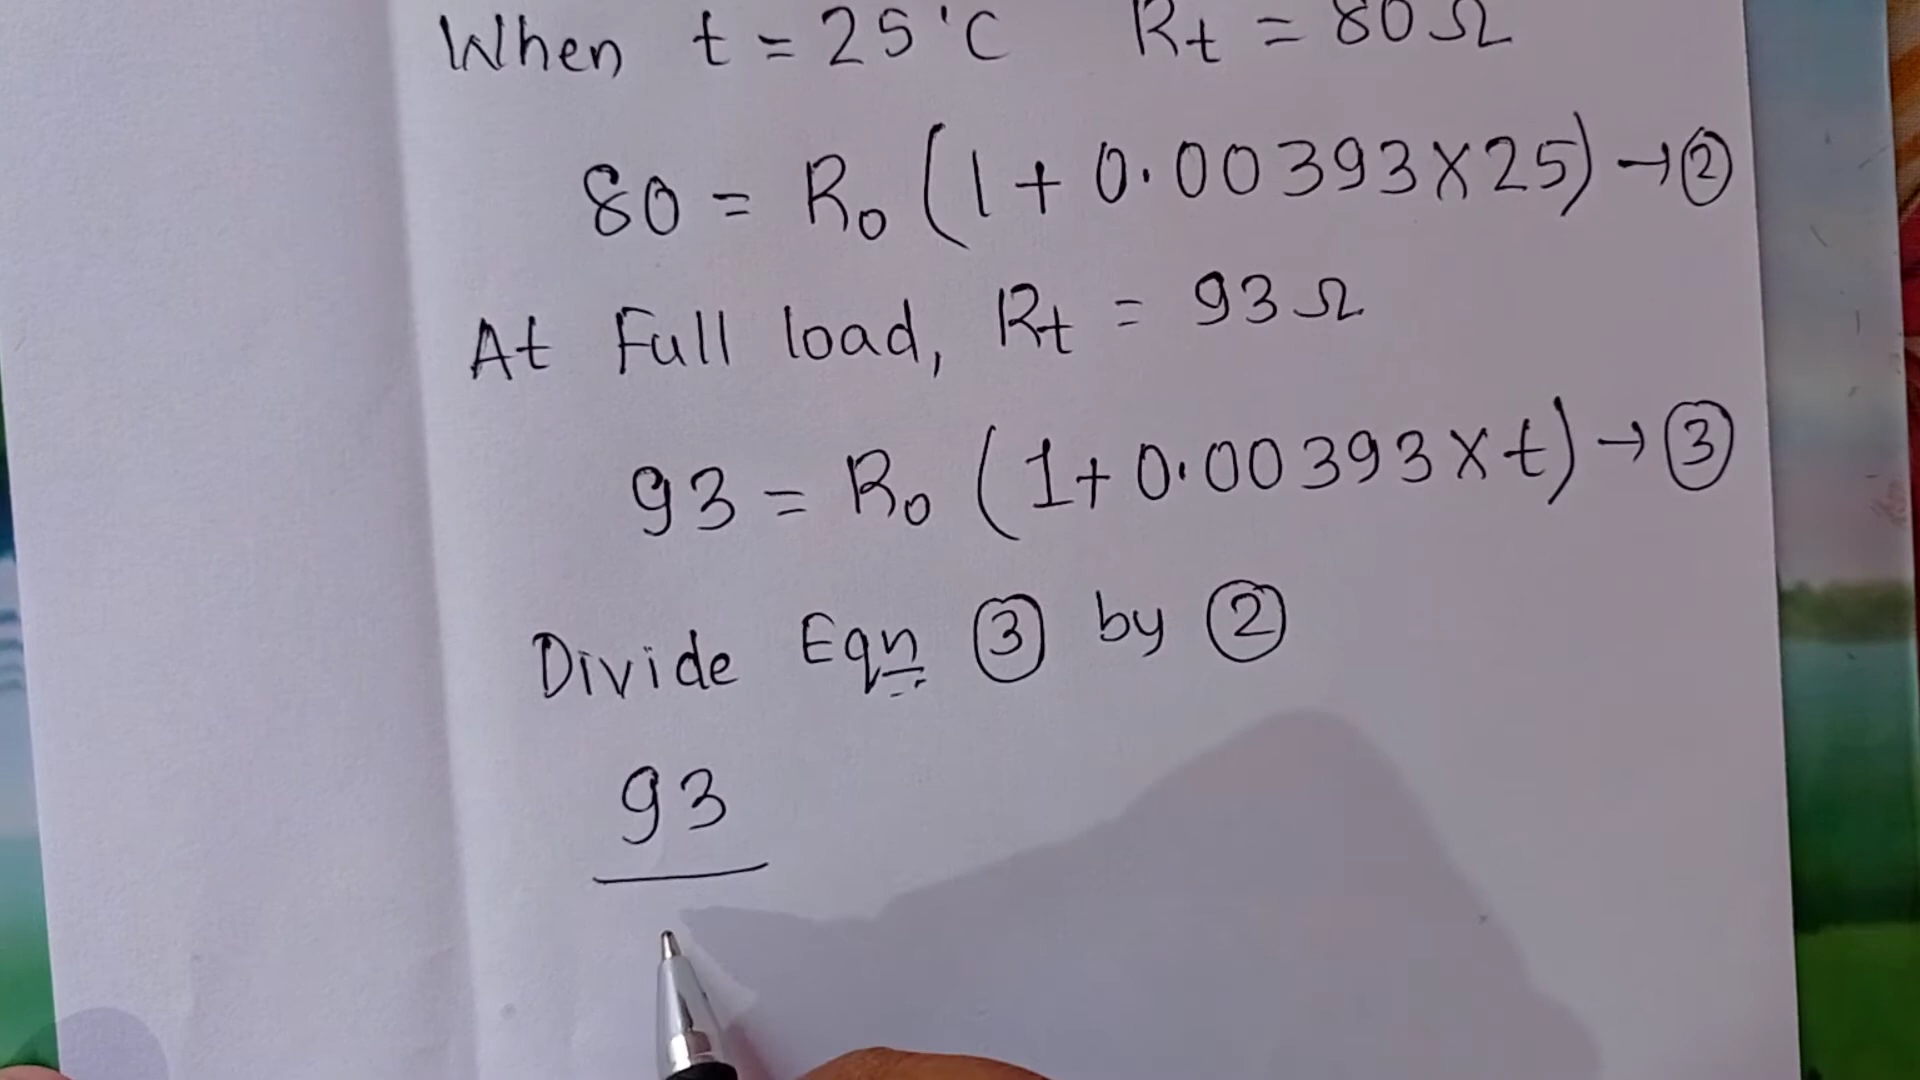 When t = 25°C Rt = 80Ω
80 = R₀ (1 + 0.00393 X 25) → ②
At Full load, Rt = 93Ω
93 = R₀ (1 + 0.00393 X t) → ③
Divide Eqn ③ by ②
93